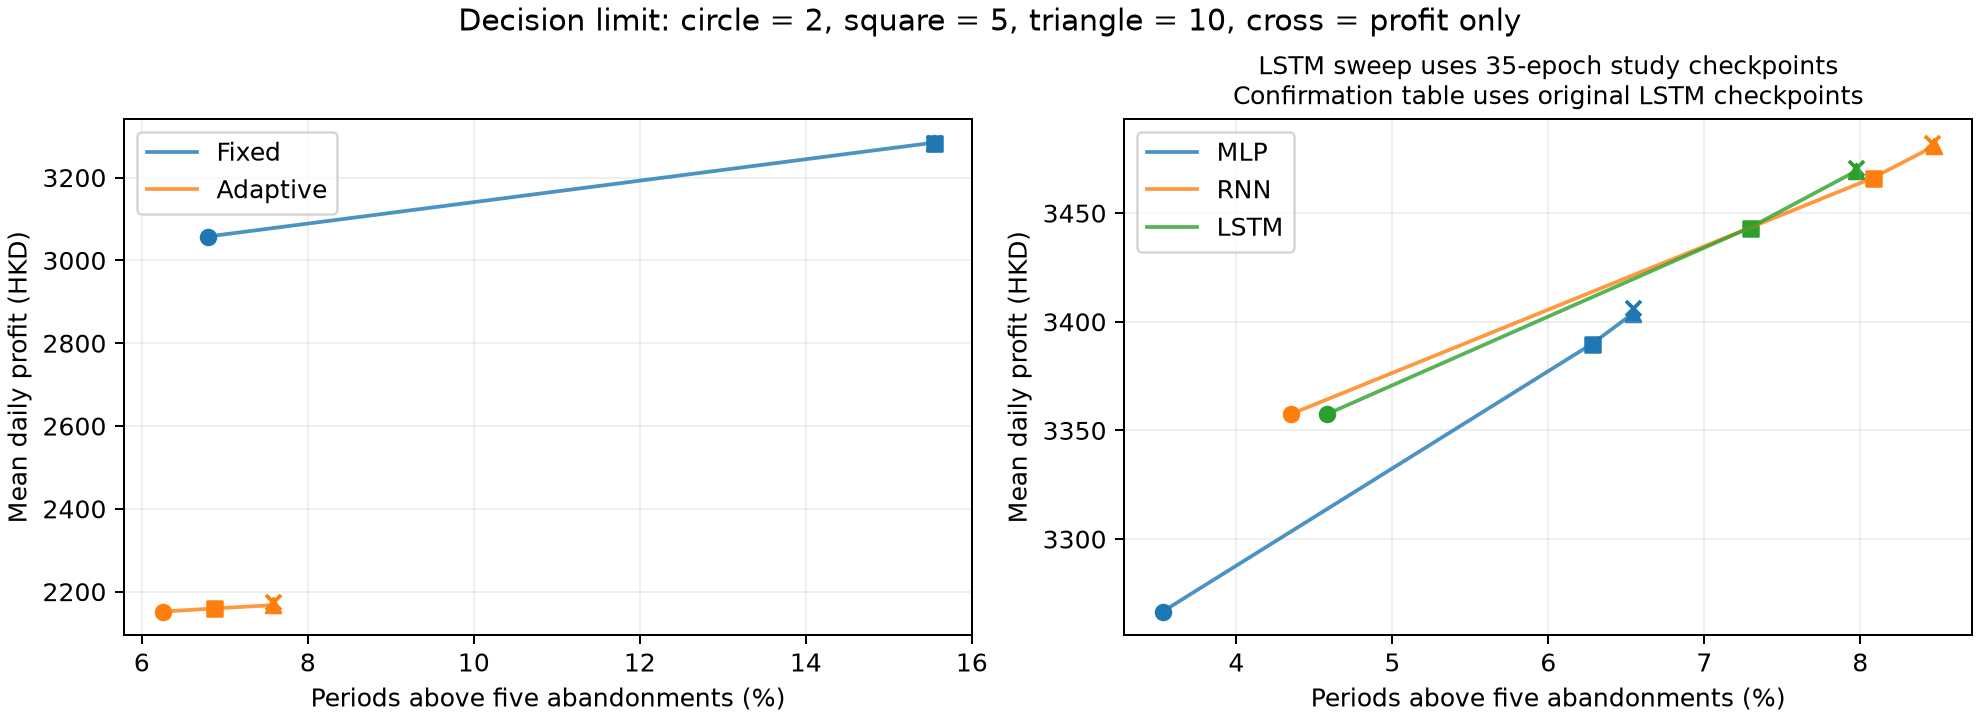 Decision limit: circle = 2, square = 5, triangle = 10, cross = profit only
Fixed
Adaptive
3200
3000
2800
2600
2400
2200
Mean daily profit (HKD)
6 8 10 12 14 16
Periods above five abandonments (%)
LSTM sweep uses 35-epoch study checkpoints
Confirmation table uses original LSTM checkpoints
MLP
RNN
LSTM
3450
3400
3350
3300
Mean daily profit (HKD)
4 5 6 7 8
Periods above five abandonments (%)